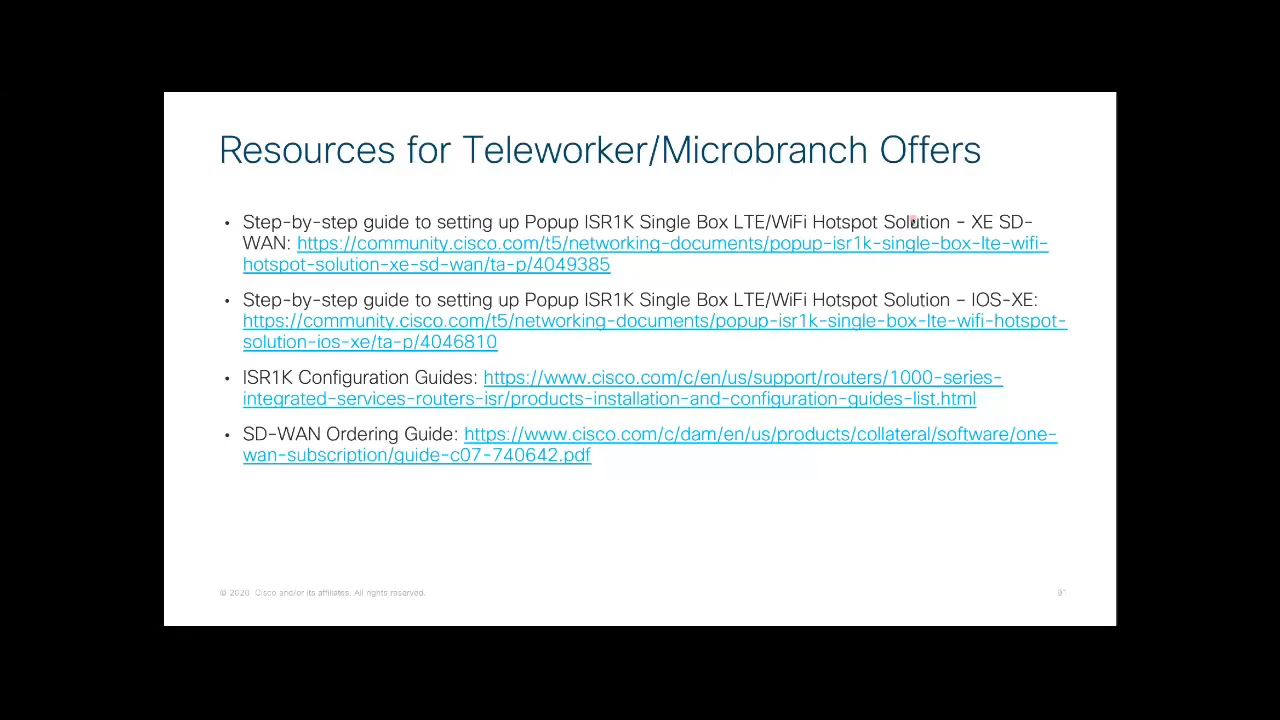 Resources for Teleworker/Microbranch Offers
• Step-by-step guide to setting up Popup ISR1K Single Box LTE/WiFi Hotspot Solution - XE SD-
WAN: https://community.cisco.com/t5/networking-documents/popup-isr1k-single-box-lte-wifi-
hotspot-solution-xe-sd-wan/ta-p/4049385
• Step-by-step guide to setting up Popup ISR1K Single Box LTE/WiFi Hotspot Solution – IOS-XE:
https://community.cisco.com/t5/networking-documents/popup-isr1k-single-box-lte-wifi-hotspot-
solution-ios-xe/ta-p/4046810
• ISR1K Configuration Guides: https://www.cisco.com/c/en/us/support/routers/1000-series-
integrated-services-routers-isr/products-installation-and-configuration-guides-list.html
• SD-WAN Ordering Guide: https://www.cisco.com/c/dam/en/us/products/collateral/software/one-
wan-subscription/guide-c07-740642.pdf
© 2020 Cisco and/or its affiliates. All rights reserved.